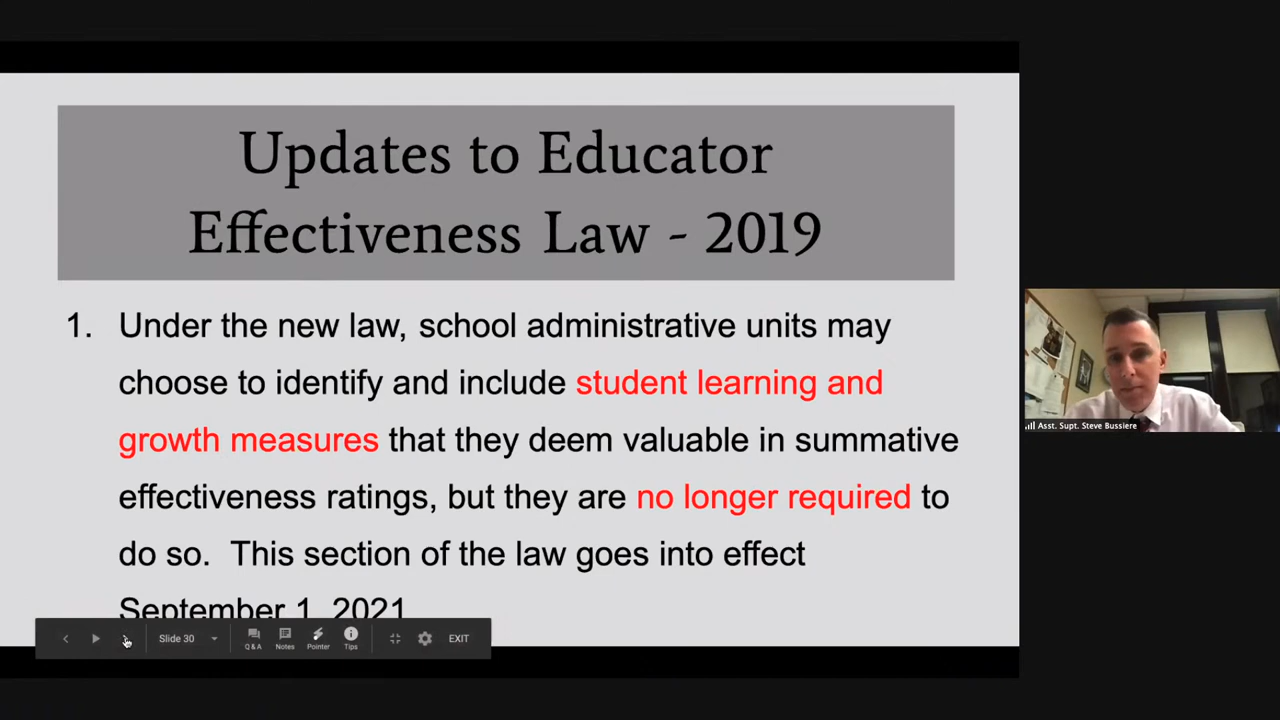 Updates to Educator
Effectiveness Law - 2019
1. Under the new law, school administrative units may
choose to identify and include student learning and
growth measures that they deem valuable in summative
effectiveness ratings, but they are no longer required to
do so. This section of the law goes into effect
September 1, 2021
Slide 30
Q & A
Notes
Pointer
Tips
EXIT
Asst. Supt. Steve Bussiere